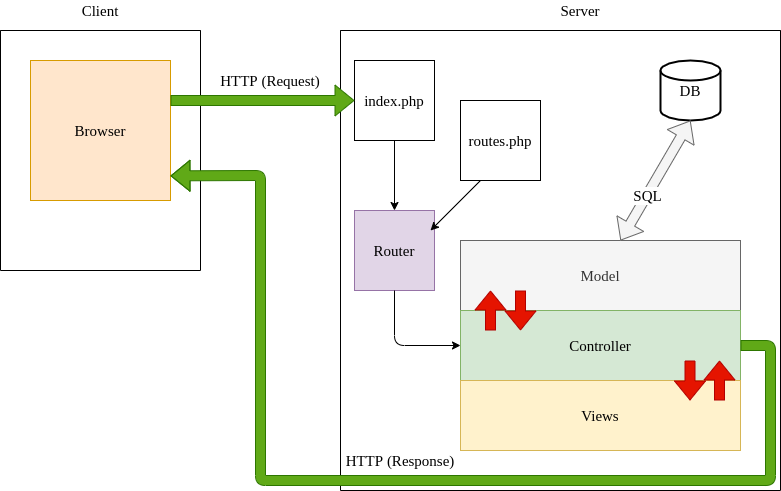 Client
Server
HTTP (Request)
Browser
index.php
DB
routes.php
SQL
Router
Model
Controller
Views
HTTP (Response)